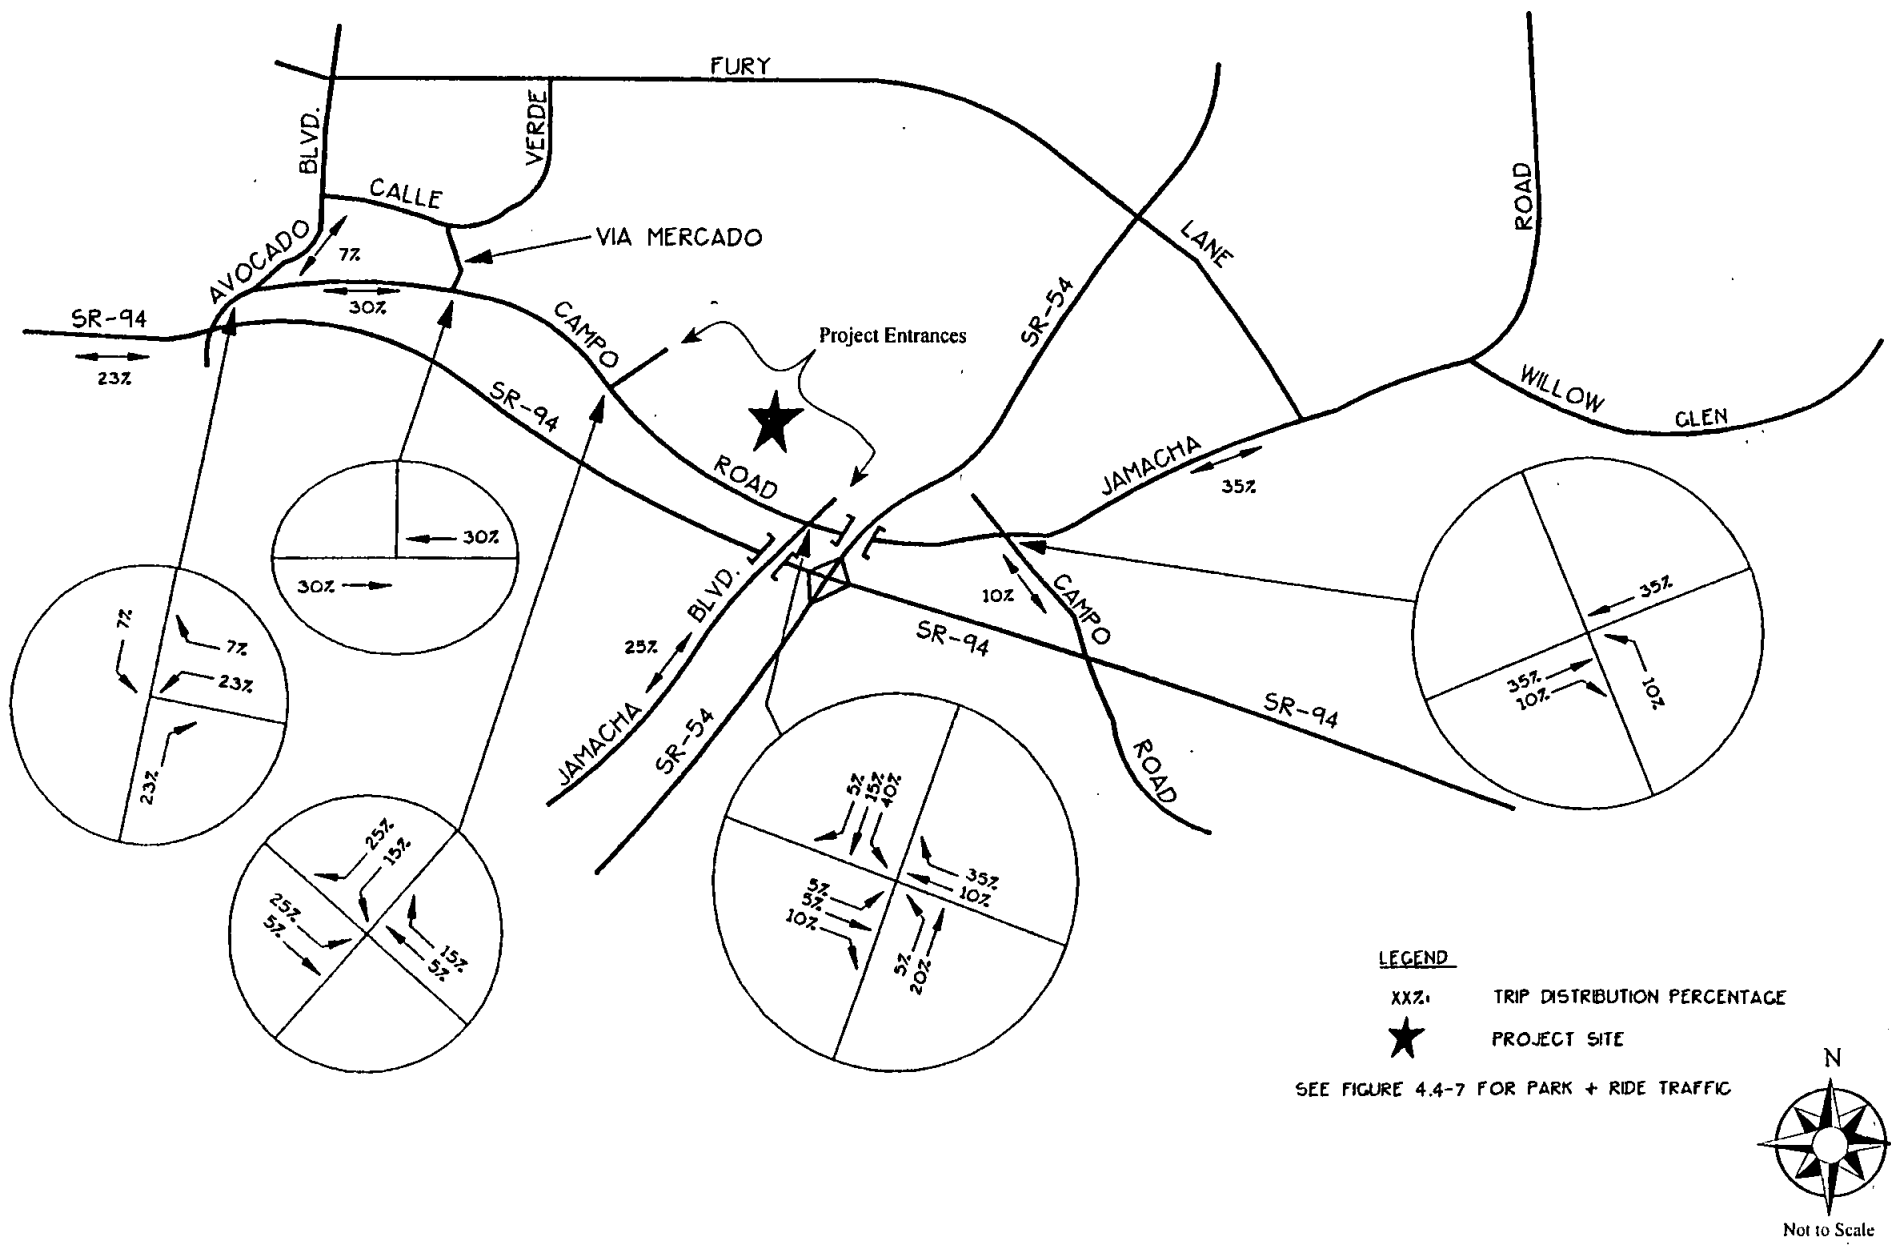 FURY
BLVD.
VERDE
CALLE
ROAD
AVOCADO
7%
VIA MERCADO
LANE
SR-94
23%
30%
CAMPO
Project Entrances
SR-54
SR-94
WILLOW
GLEN
ROAD
JAMACHA
35%
30%
30%
BLVD.
10%
CAMPO
SR-94
25%
JAMACHA
SR-54
SR-94
ROAD
7%
7%
23%
23%
35%
35%
10%
10%
25%
15%
25%
5%
15%
5%
5%
15%
40%
35%
10%
5%
5%
10%
5%
20%
LEGEND
XX%:
TRIP DISTRIBUTION PERCENTAGE
PROJECT SITE
SEE FIGURE 4.4-7 FOR PARK + RIDE TRAFFIC
N
Not to Scale